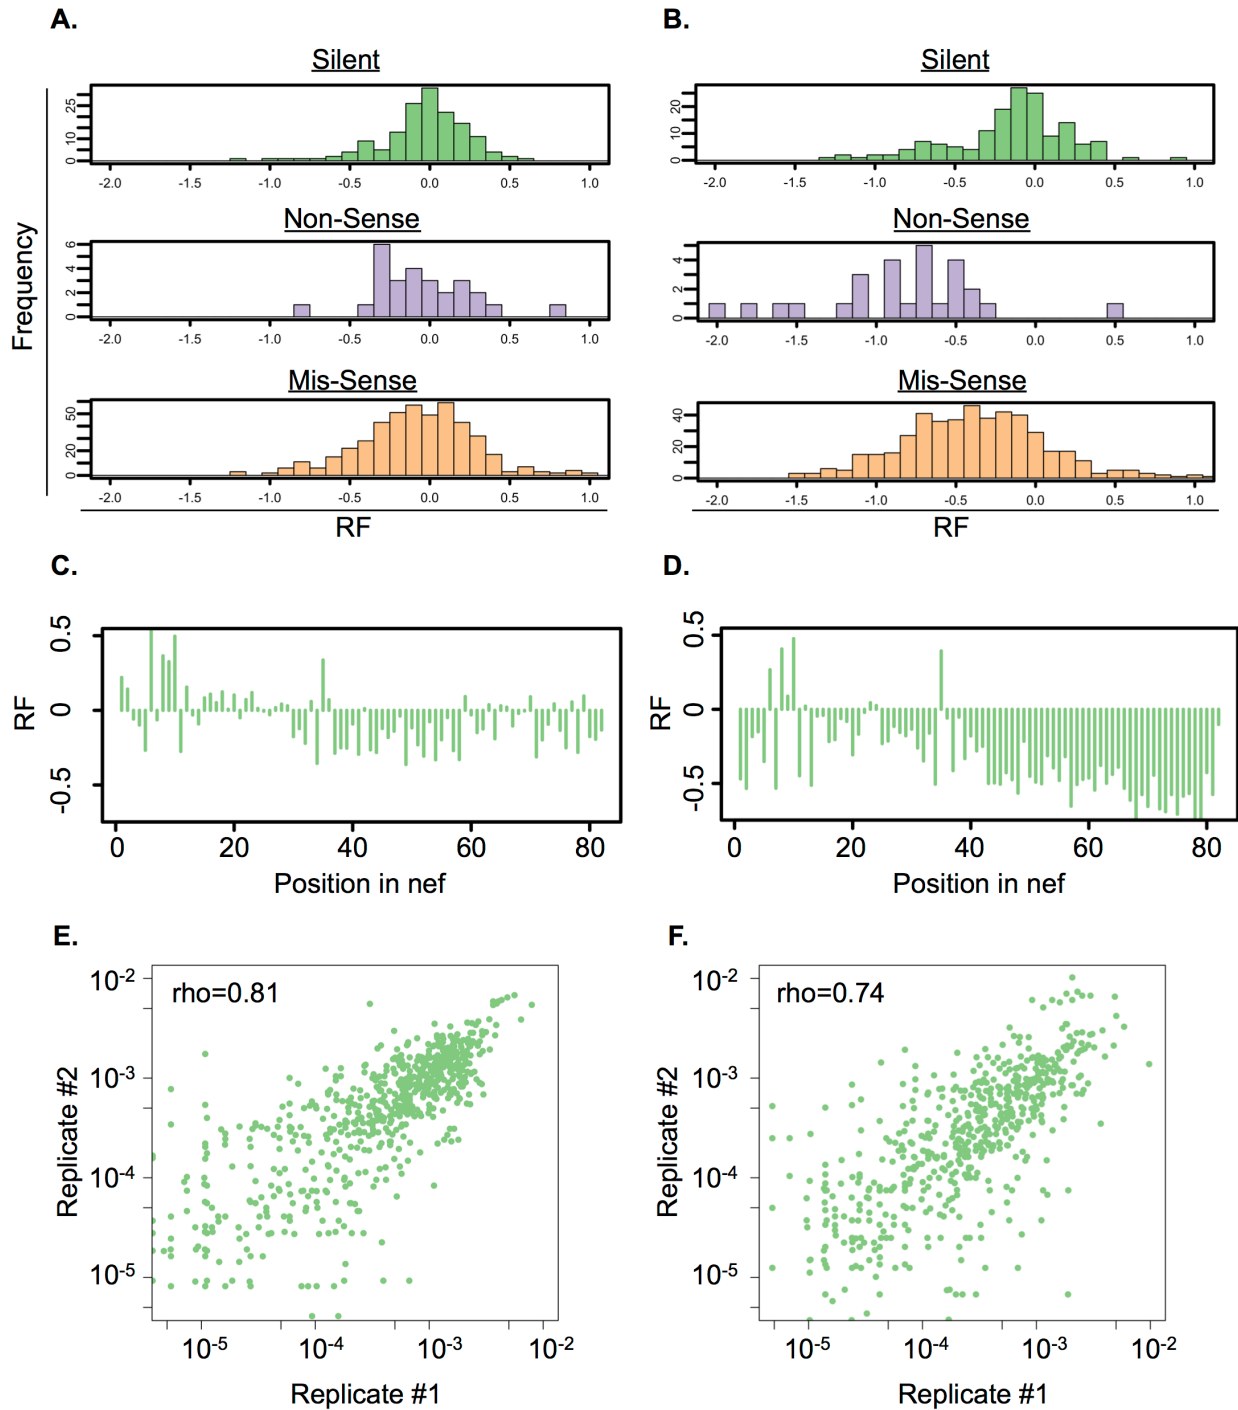 A.
B.
Silent
Silent
25
10
0
20
10
0
-2.0 -1.5 -1.0 -0.5 0.0 0.5 1.0
-2.0 -1.5 -1.0 -0.5 0.0 0.5 1.0
Non-Sense
Non-Sense
6
4
2
0
4
2
0
-2.0 -1.5 -1.0 -0.5 0.0 0.5 1.0
-2.0 -1.5 -1.0 -0.5 0.0 0.5 1.0
Frequency
Mis-Sense
Mis-Sense
50
20
0
40
20
0
-2.0 -1.5 -1.0 -0.5 0.0 0.5 1.0
-2.0 -1.5 -1.0 -0.5 0.0 0.5 1.0
RF
RF
C.
D.
RF
0.5
0
-0.5
RF
0.5
0
-0.5
0 20 40 60 80
0 20 40 60 80
Position in nef
Position in nef
E.
F.
rho=0.81
rho=0.74
Replicate #2
10-2
10-3
10-4
10-5
Replicate #2
10-2
10-3
10-4
10-5
10-5 10-4 10-3 10-2
10-5 10-4 10-3 10-2
Replicate #1
Replicate #1